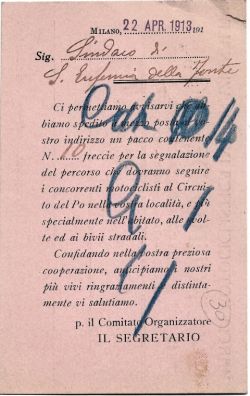 MILANO, 22 APR. 1913 191
Sig. Sindaco di
S. Eufemia della Fonte
Ci permettiamo avvisarvi che ab-
biamo spedito a mezzo posta al vo-
stro indirizzo un pacco contenente
N. freccie per la segnalazione
del percorso che dovranno seguire
i concorrenti motociclisti al Circui-
to del Po nella vostra località, e più
specialmente nell'abitato, alle svol-
te ed ai bivii stradali.
Confidando nella vostra preziosa
cooperazione, anticipiamo i nostri
più vivi ringraziamenti e distinta-
mente vi salutiamo.
p. il Comitato Organizzatore
IL SEGRETARIO
30